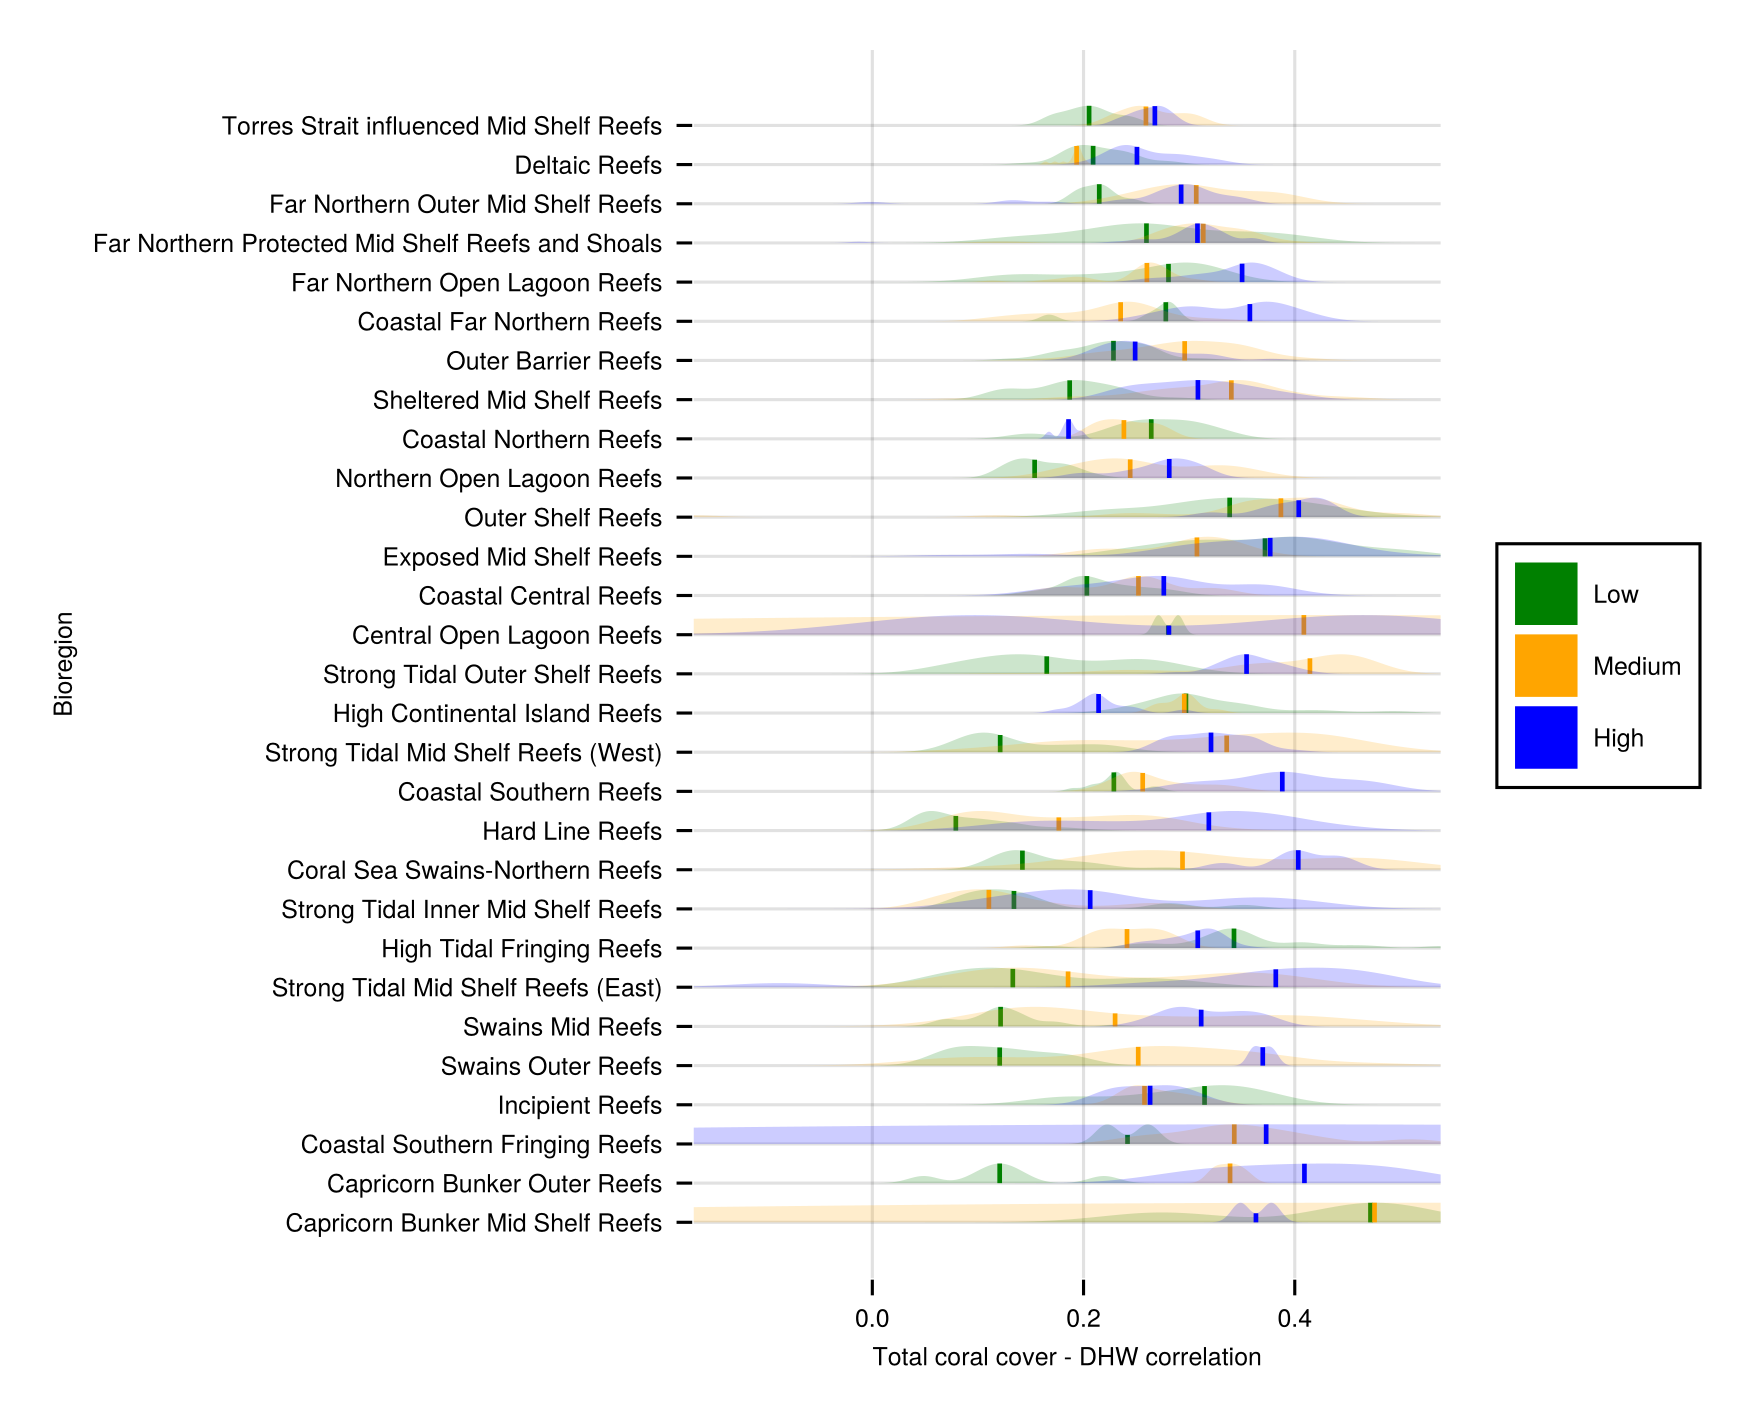 Torres Strait influenced Mid Shelf Reefs
Deltaic Reefs
Far Northern Outer Mid Shelf Reefs
Far Northern Protected Mid Shelf Reefs and Shoals
Far Northern Open Lagoon Reefs
Coastal Far Northern Reefs
Outer Barrier Reefs
Sheltered Mid Shelf Reefs
Coastal Northern Reefs
Northern Open Lagoon Reefs
Outer Shelf Reefs
Exposed Mid Shelf Reefs
Coastal Central Reefs
Central Open Lagoon Reefs
Strong Tidal Outer Shelf Reefs
High Continental Island Reefs
Strong Tidal Mid Shelf Reefs (West)
Coastal Southern Reefs
Hard Line Reefs
Coral Sea Swains-Northern Reefs
Strong Tidal Inner Mid Shelf Reefs
High Tidal Fringing Reefs
Strong Tidal Mid Shelf Reefs (East)
Swains Mid Reefs
Swains Outer Reefs
Incipient Reefs
Coastal Southern Fringing Reefs
Capricorn Bunker Outer Reefs
Capricorn Bunker Mid Shelf Reefs
Bioregion
0.0 0.2 0.4
Total coral cover - DHW correlation
Low
Medium
High